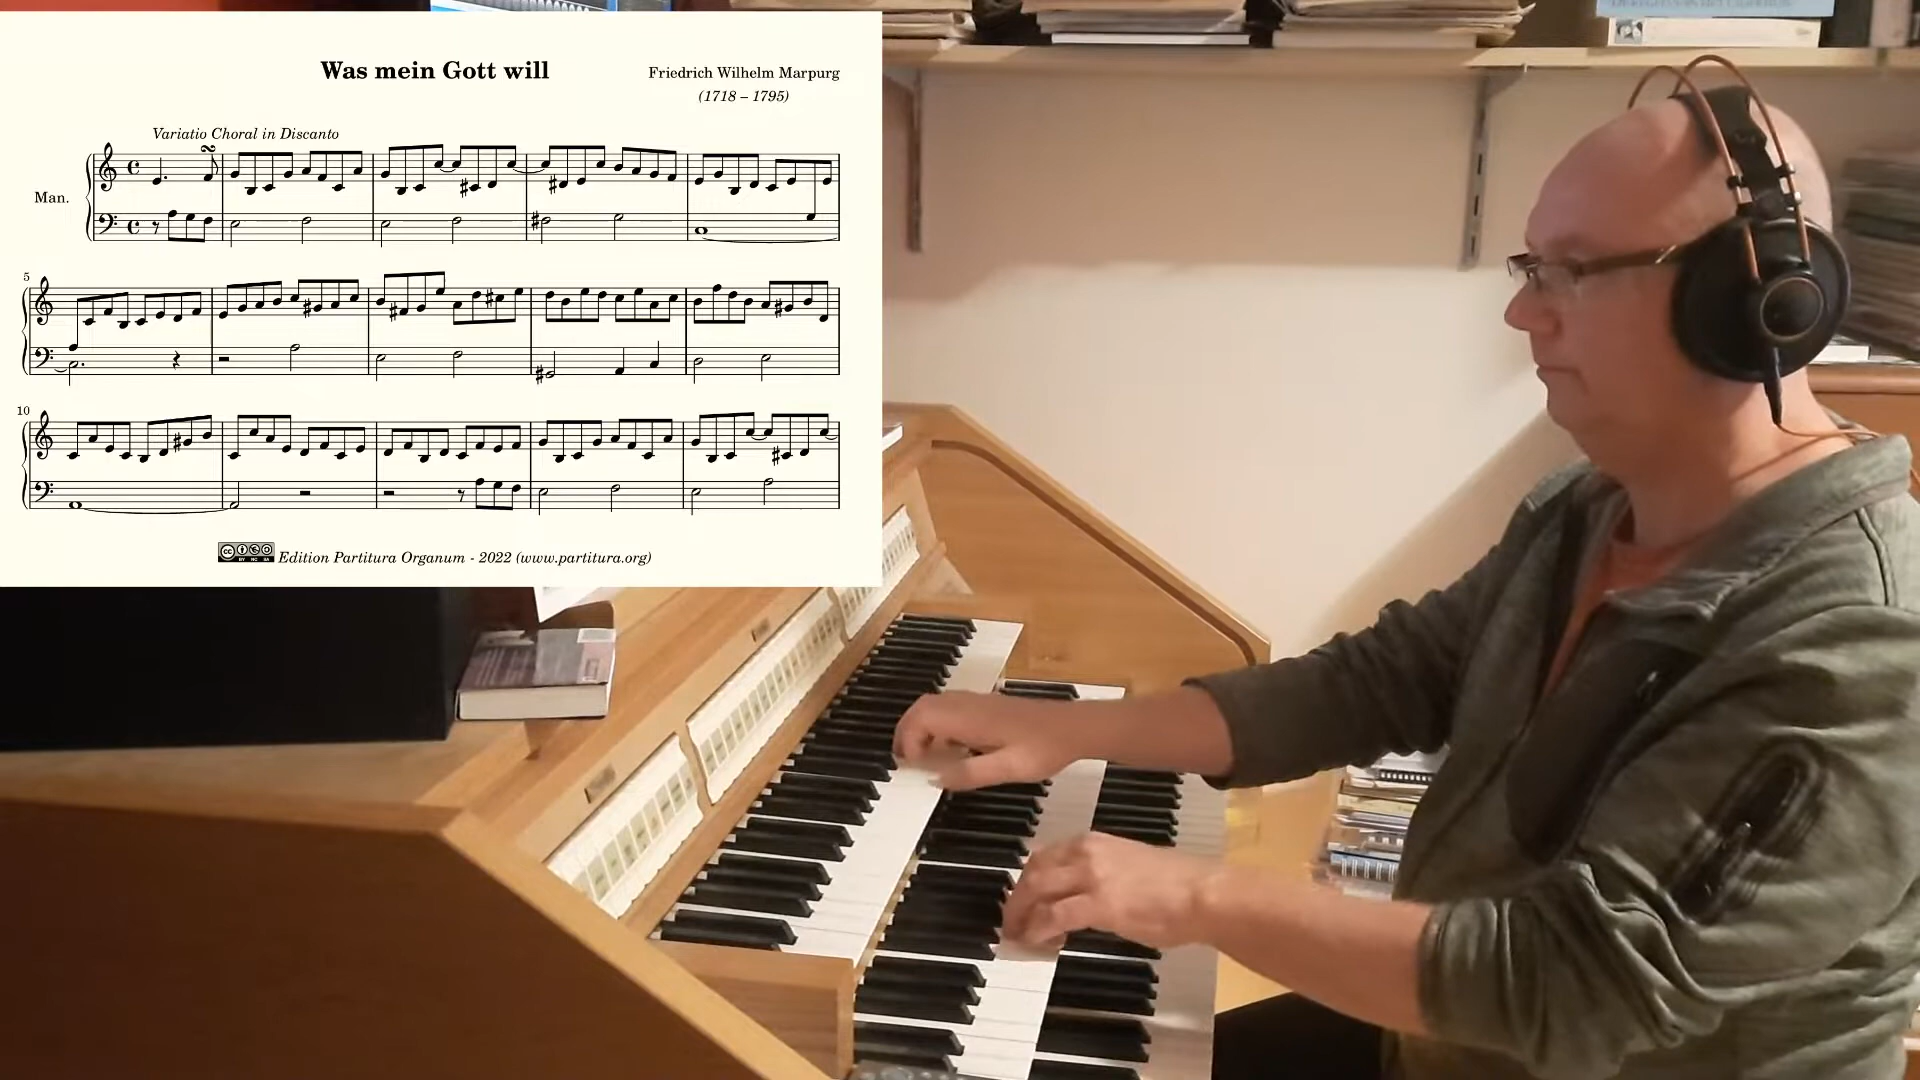 Was mein Gott will
Friedrich Wilhelm Marpurg
(1718 – 1795)
Variatio Choral in Discanto
Man.
5
10
Edition Partitura Organum - 2022 (www.partitura.org)